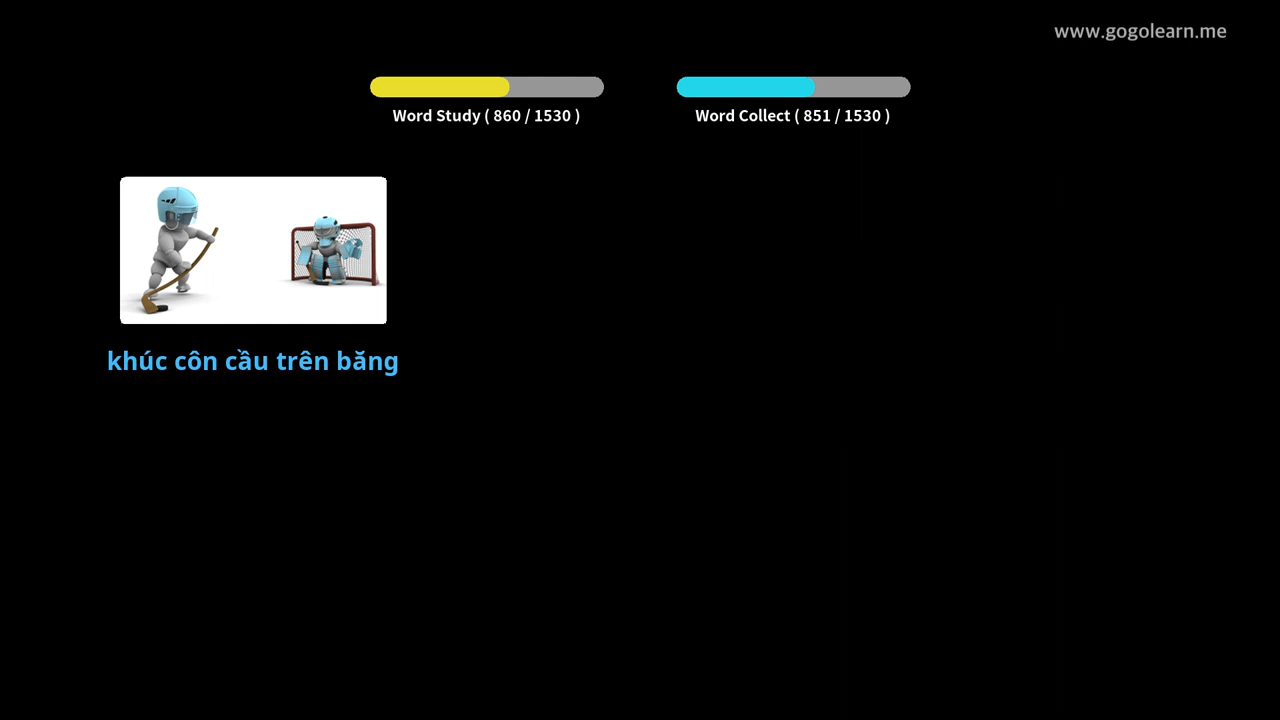 www.gogolearn.me
Word Study ( 860 / 1530 )
Word Collect ( 851 / 1530 )
khúc côn cầu trên băng